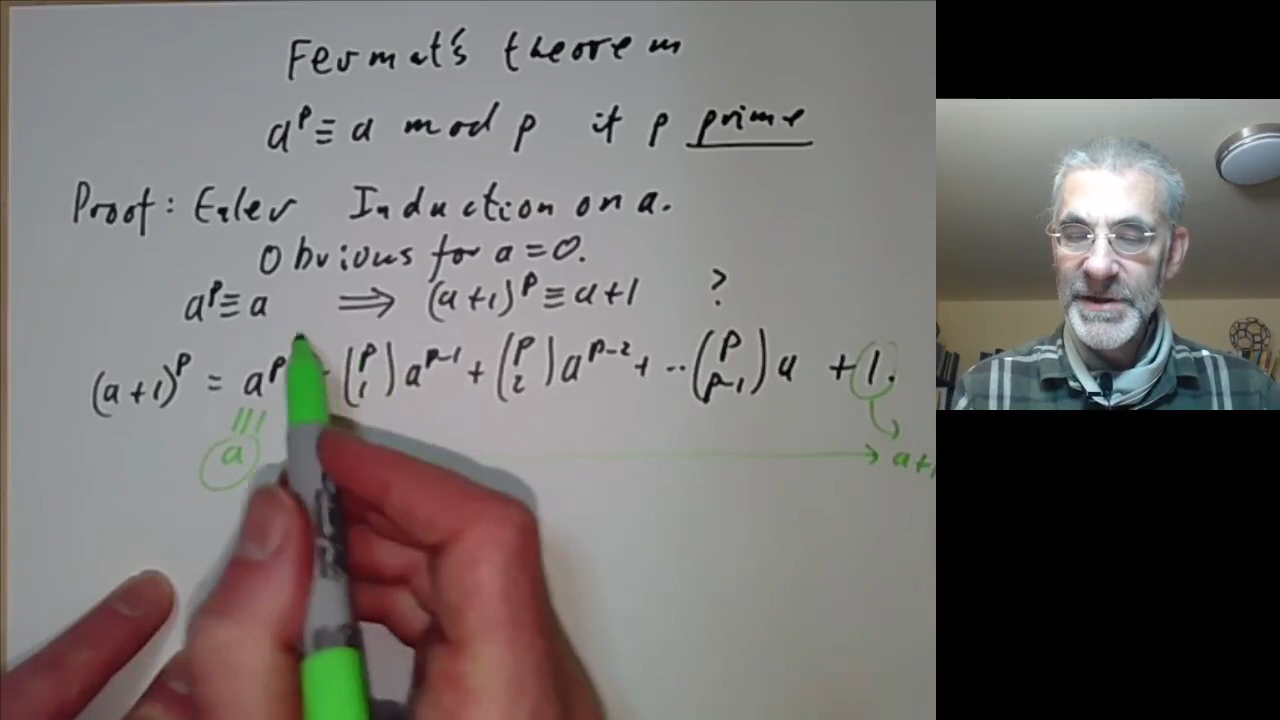 Fermat's theorem
a^p ≡ a mod p if p prime
Proof: Euler Induction on a.
Obvious for a = 0.
a^p ≡ a ⟹ (a+1)^p ≡ a+1 ?
(a+1)^p = a^p + (p 1) a^{p-1} + (p 2) a^{p-2} + ·· (p p-1) a + 1.
≡
a → a+1